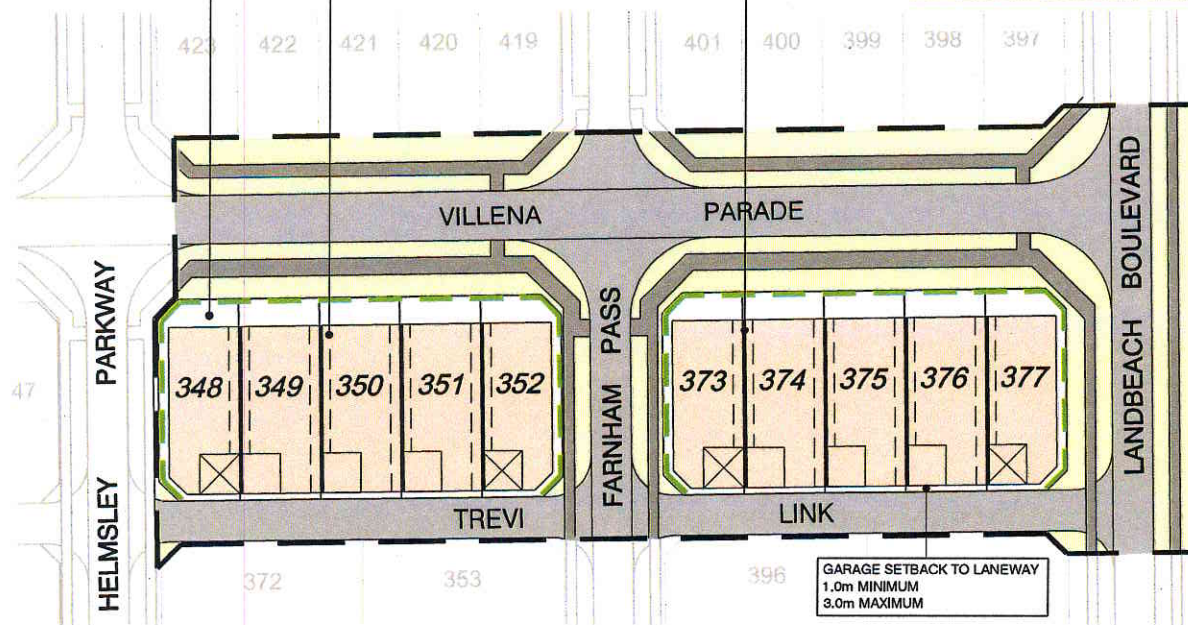 423 422 421 420 419 401 400 399 398 397
VILLENA PARADE
HELMSLEY PARKWAY
FARNHAM PASS
LANDBEACH BOULEVARD
47
348 349 350 351 352 373 374 375 376 377
TREVI LINK
372 353 396
GARAGE SETBACK TO LANEWAY
1.0m MINIMUM
3.0m MAXIMUM